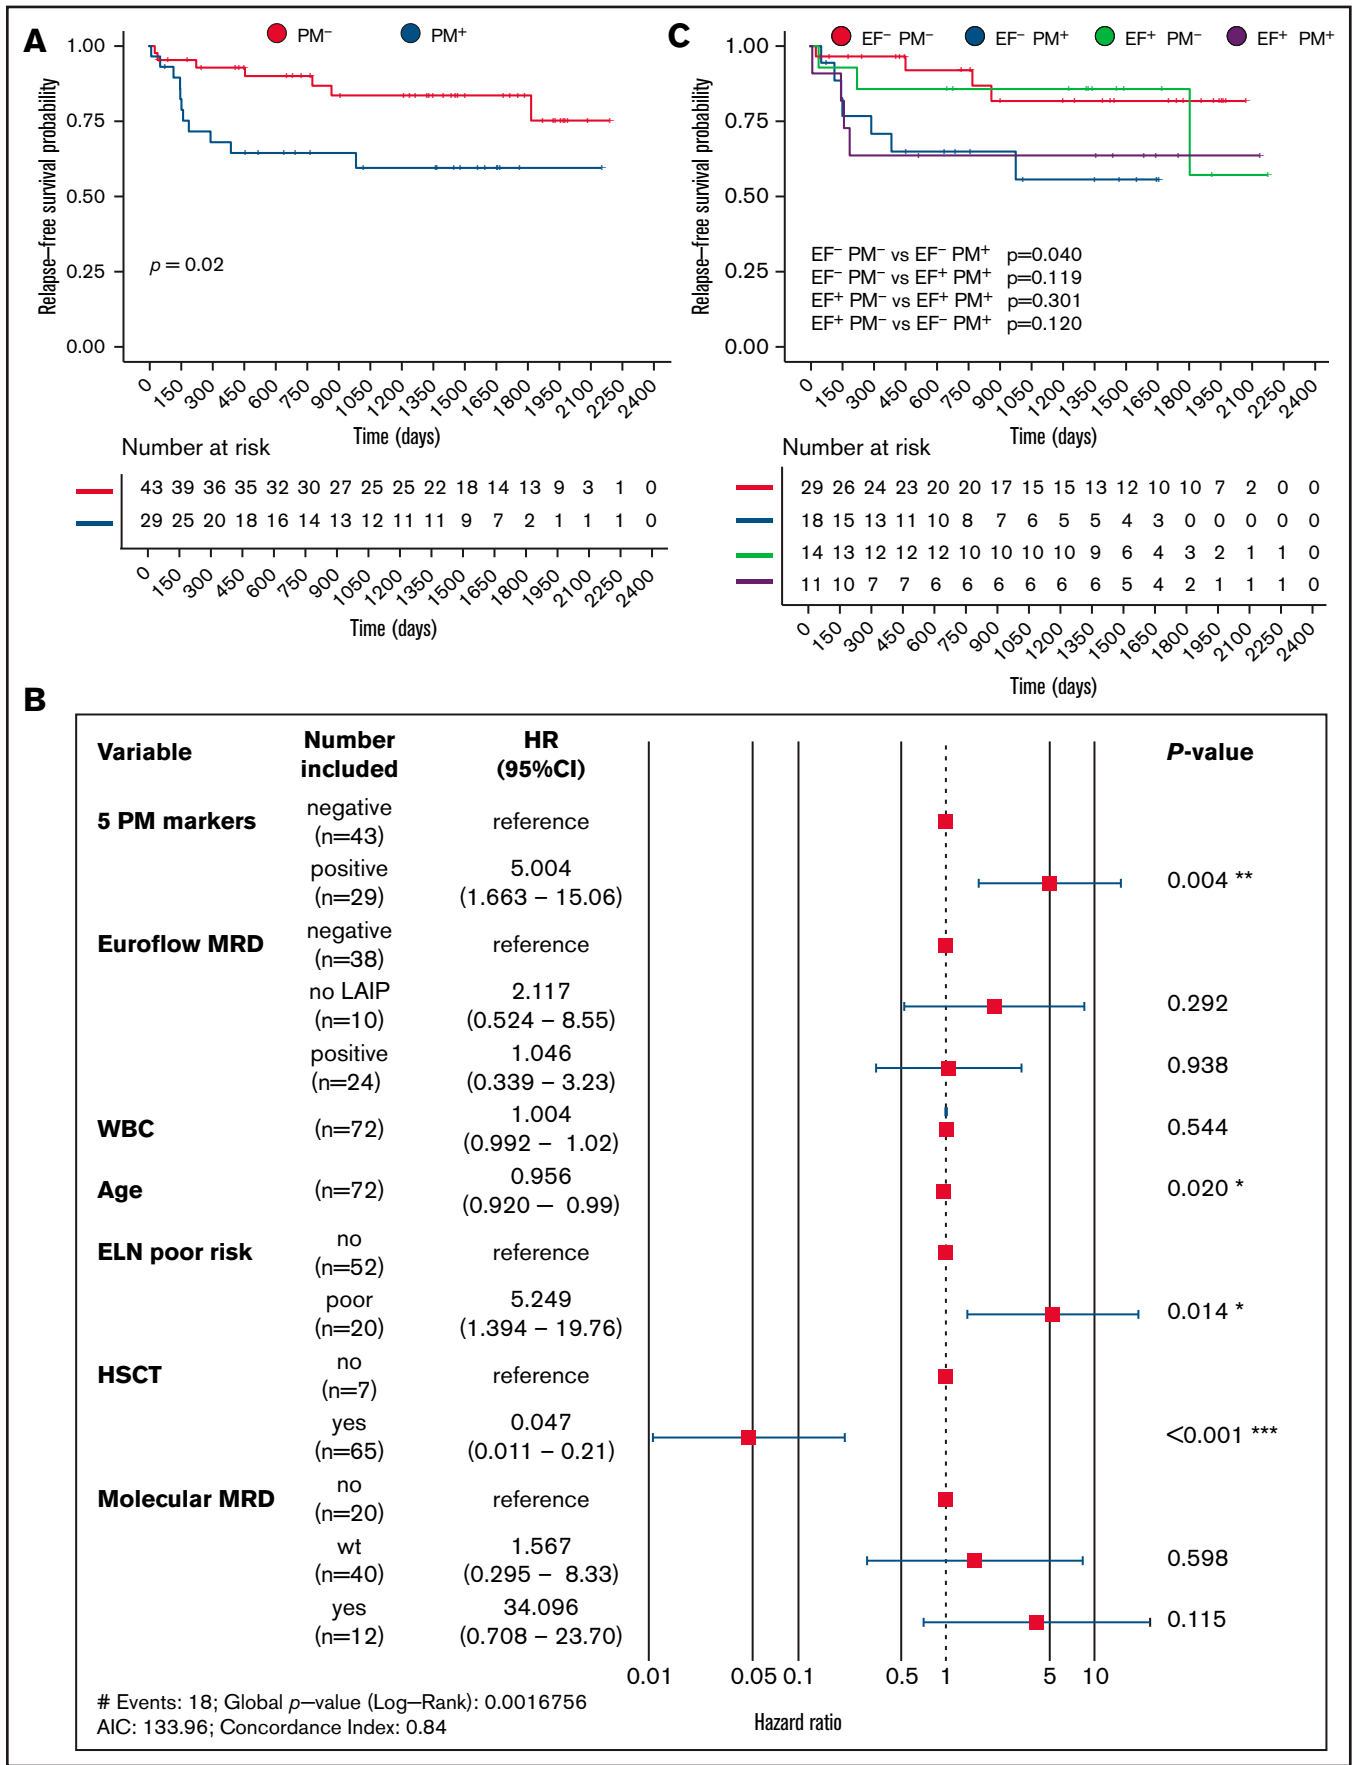 A
PM⁻ PM⁺
1.00
0.75
0.50
0.25
0.00
Relapse–free survival probability
p = 0.02
0 150 300 450 600 750 900 1050 1200 1350 1500 1650 1800 1950 2100 2250 2400
Time (days)
Number at risk
43 39 36 35 32 30 27 25 25 22 18 14 13 9 3 1 0
29 25 20 18 16 14 13 12 11 11 9 7 2 1 1 1 0
0 150 300 450 600 750 900 1050 1200 1350 1500 1650 1800 1950 2100 2250 2400
Time (days)
C
EF⁻ PM⁻ EF⁻ PM⁺ EF⁺ PM⁻ EF⁺ PM⁺
1.00
0.75
0.50
0.25
0.00
Relapse–free survival probability
EF⁻ PM⁻ vs EF⁻ PM⁺ p=0.040
EF⁻ PM⁻ vs EF⁺ PM⁺ p=0.119
EF⁺ PM⁻ vs EF⁺ PM⁺ p=0.301
EF⁺ PM⁻ vs EF⁻ PM⁺ p=0.120
0 150 300 450 600 750 900 1050 1200 1350 1500 1650 1800 1950 2100 2250 2400
Time (days)
Number at risk
29 26 24 23 20 20 17 15 15 13 12 10 10 7 2 0 0
18 15 13 11 10 8 7 6 5 5 4 3 0 0 0 0 0
14 13 12 12 12 10 10 10 10 9 6 4 3 2 1 1 0
11 10 7 7 6 6 6 6 6 6 5 4 2 1 1 1 0
0 150 300 450 600 750 900 1050 1200 1350 1500 1650 1800 1950 2100 2250 2400
Time (days)
B
Variable Number included HR (95%CI) P-value
5 PM markers negative (n=43) reference
positive (n=29) 5.004 (1.663 – 15.06) 0.004 **
Euroflow MRD negative (n=38) reference
no LAIP (n=10) 2.117 (0.524 – 8.55) 0.292
positive (n=24) 1.046 (0.339 – 3.23) 0.938
WBC (n=72) 1.004 (0.992 – 1.02) 0.544
Age (n=72) 0.956 (0.920 – 0.99) 0.020 *
ELN poor risk no (n=52) reference
poor (n=20) 5.249 (1.394 – 19.76) 0.014 *
HSCT no (n=7) reference
yes (n=65) 0.047 (0.011 – 0.21) <0.001 ***
Molecular MRD no (n=20) reference
wt (n=40) 1.567 (0.295 – 8.33) 0.598
yes (n=12) 34.096 (0.708 – 23.70) 0.115
0.01 0.05 0.1 0.5 1 5 10
Hazard ratio
# Events: 18; Global p–value (Log–Rank): 0.0016756
AIC: 133.96; Concordance Index: 0.84